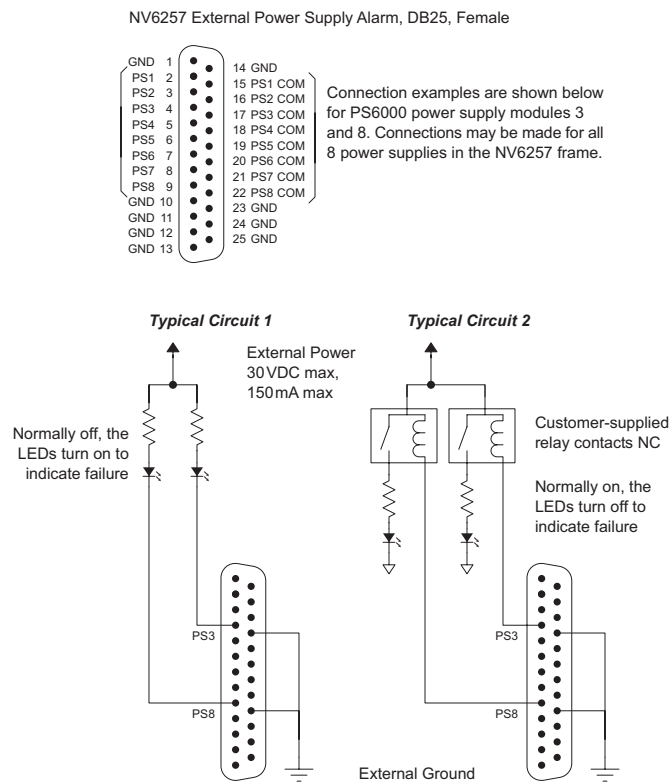 NV6257 External Power Supply Alarm, DB25, Female
GND 1
PS1 2
PS2 3
PS3 4
PS4 5
PS5 6
PS6 7
PS7 8
PS8 9
GND 10
GND 11
GND 12
GND 13
14 GND
15 PS1 COM
16 PS2 COM
17 PS3 COM
18 PS4 COM
19 PS5 COM
20 PS6 COM
21 PS7 COM
22 PS8 COM
23 GND
24 GND
25 GND
Connection examples are shown below
for PS6000 power supply modules 3
and 8. Connections may be made for all
8 power supplies in the NV6257 frame.
Typical Circuit 1
External Power
30 VDC max,
150 mA max
Normally off, the
LEDs turn on to
indicate failure
PS3
PS8
Typical Circuit 2
Customer-supplied
relay contacts NC
Normally on, the
LEDs turn off to
indicate failure
PS3
PS8
External Ground